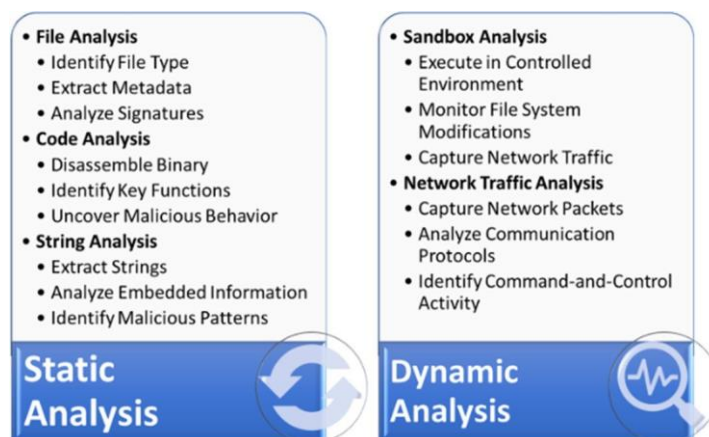 • File Analysis
• Identify File Type
• Extract Metadata
• Analyze Signatures
• Code Analysis
• Disassemble Binary
• Identify Key Functions
• Uncover Malicious Behavior
• String Analysis
• Extract Strings
• Analyze Embedded Information
• Identify Malicious Patterns
Static
Analysis
• Sandbox Analysis
• Execute in Controlled
Environment
• Monitor File System
Modifications
• Capture Network Traffic
• Network Traffic Analysis
• Capture Network Packets
• Analyze Communication
Protocols
• Identify Command-and-Control
Activity
Dynamic
Analysis